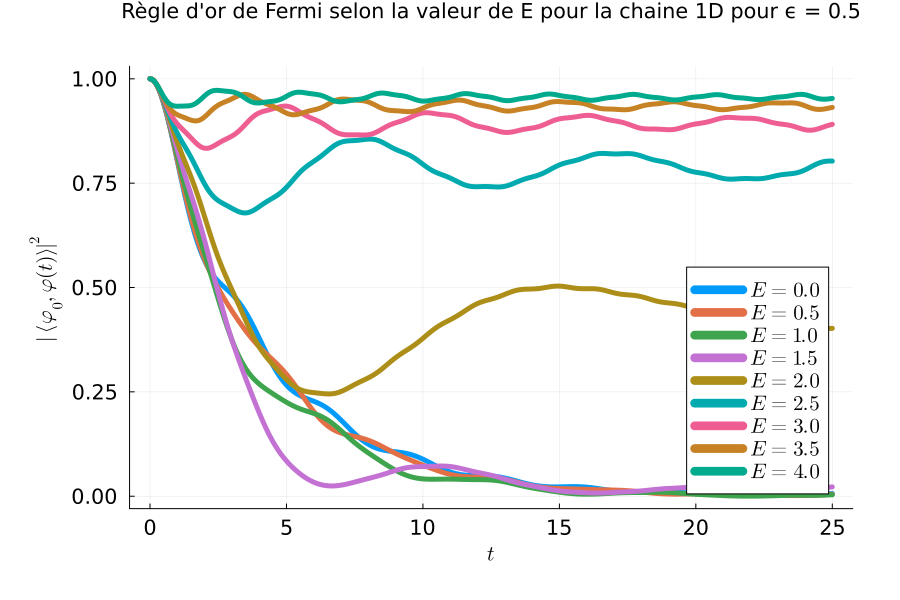 Règle d'or de Fermi selon la valeur de E pour la chaine 1D pour ϵ = 0.5
|⟨φ₀, φ(t)⟩|²
1.00
0.75
0.50
0.25
0.00
0
5
10
15
20
25
t
E = 0.0
E = 0.5
E = 1.0
E = 1.5
E = 2.0
E = 2.5
E = 3.0
E = 3.5
E = 4.0